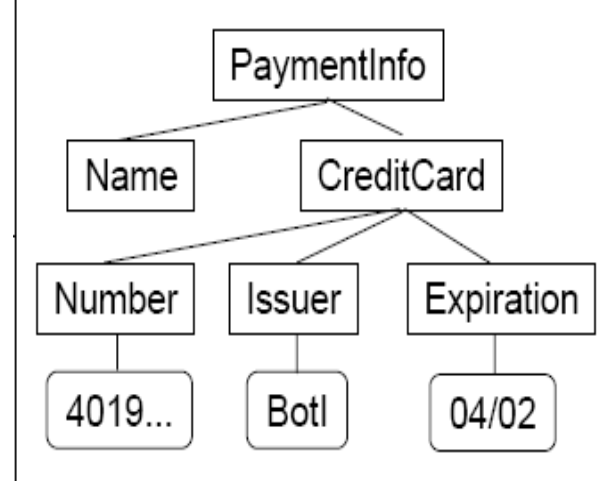 PaymentInfo
Name CreditCard
Number Issuer Expiration
4019... BotI 04/02